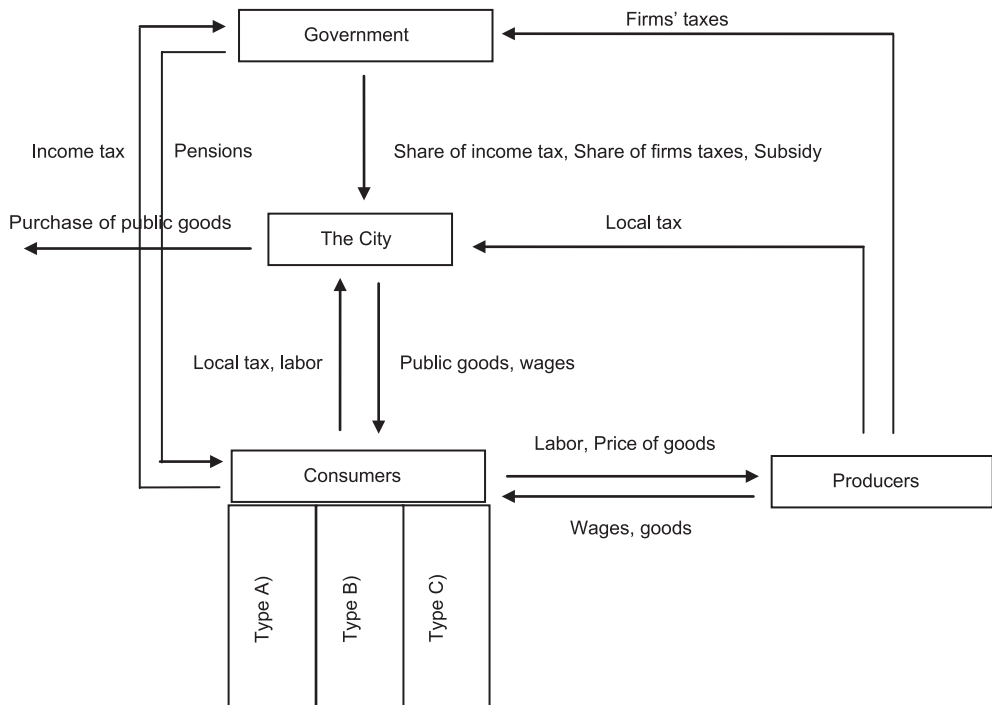 Firms' taxes
Government
Income tax
Pensions
Share of income tax, Share of firms taxes, Subsidy
Purchase of public goods
The City
Local tax
Local tax, labor
Public goods, wages
Labor, Price of goods
Consumers
Producers
Wages, goods
Type A)
Type B)
Type C)